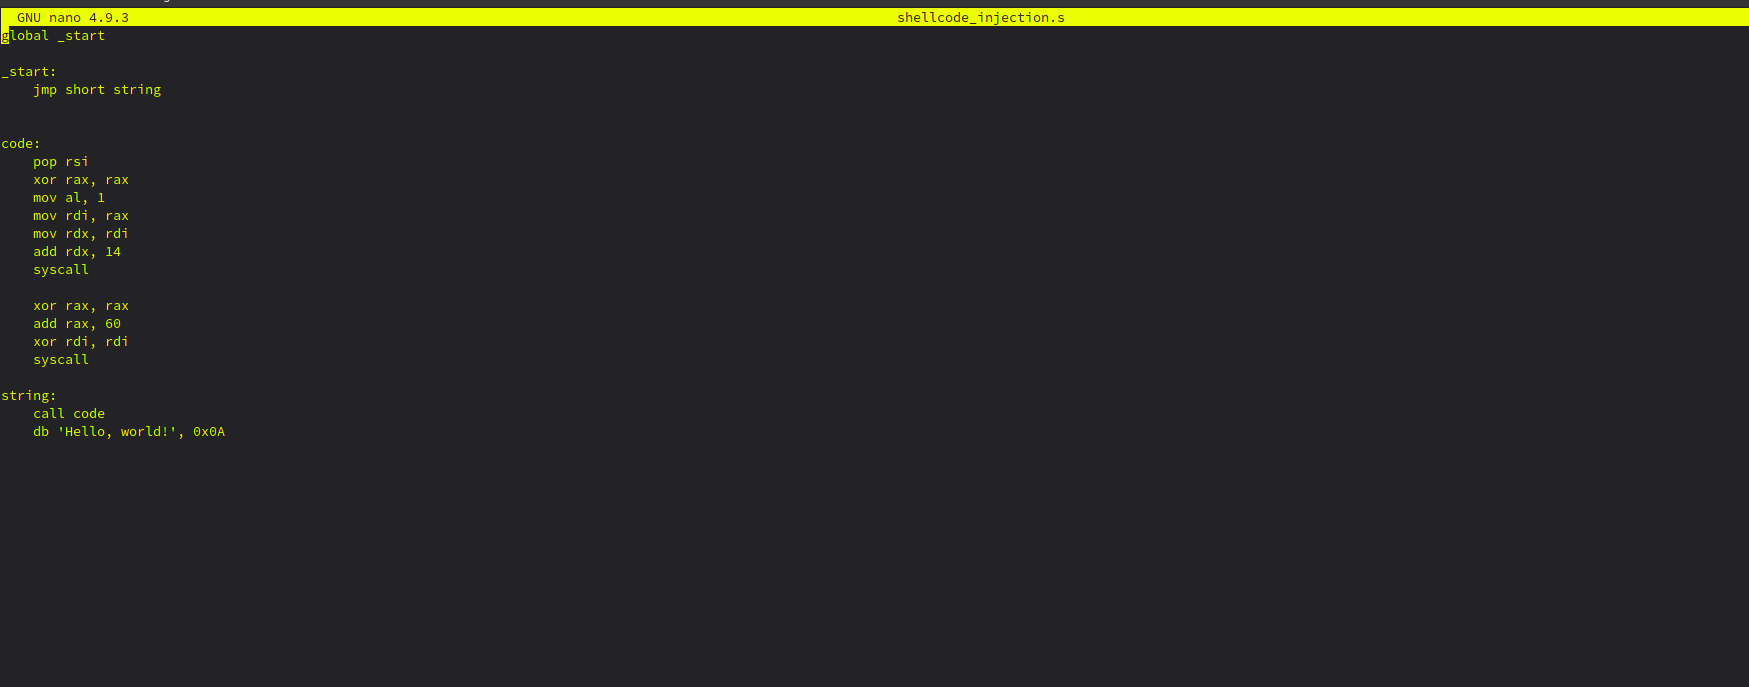 GNU nano 4.9.3 shellcode_injection.s
global _start
_start:
jmp short string
code:
pop rsi
xor rax, rax
mov al, 1
mov rdi, rax
mov rdx, rdi
add rdx, 14
syscall
xor rax, rax
add rax, 60
xor rdi, rdi
syscall
string:
call code
db 'Hello, world!', 0x0A